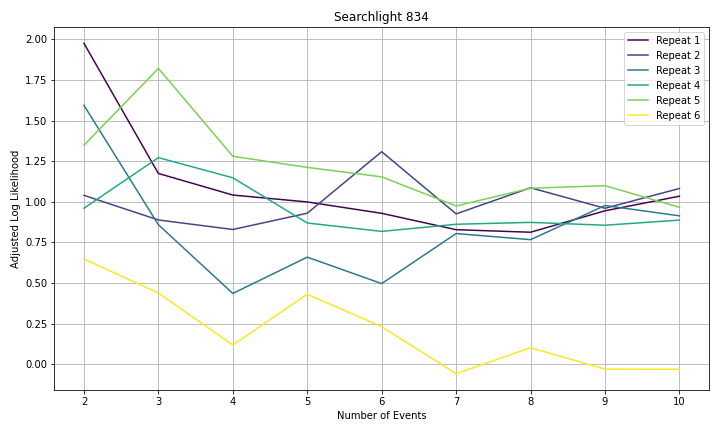 Searchlight 834
Adjusted Log Likelihood
2.00
1.75
1.50
1.25
1.00
0.75
0.50
0.25
0.00
Repeat 1
Repeat 2
Repeat 3
Repeat 4
Repeat 5
Repeat 6
2 3 4 5 6 7 8 9 10
Number of Events